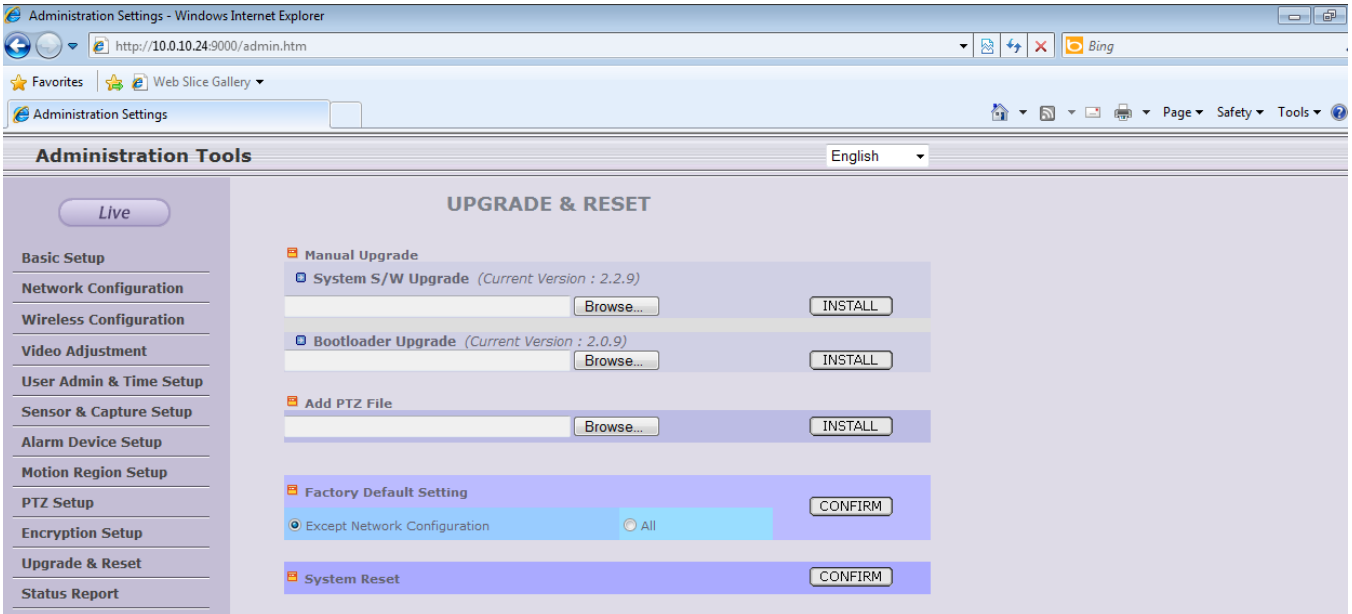 Administration Settings - Windows Internet Explorer
http://10.0.10.24:9000/admin.htm
Bing
Favorites
Web Slice Gallery
Administration Settings
Page Safety Tools
Administration Tools
English
Live
UPGRADE & RESET
Basic Setup
Network Configuration
Wireless Configuration
Video Adjustment
User Admin & Time Setup
Sensor & Capture Setup
Alarm Device Setup
Motion Region Setup
PTZ Setup
Encryption Setup
Upgrade & Reset
Status Report
Manual Upgrade
System S/W Upgrade (Current Version : 2.2.9)
Browse... INSTALL
Bootloader Upgrade (Current Version : 2.0.9)
Browse... INSTALL
Add PTZ File
Browse... INSTALL
Factory Default Setting
CONFIRM
Except Network Configuration All
System Reset CONFIRM